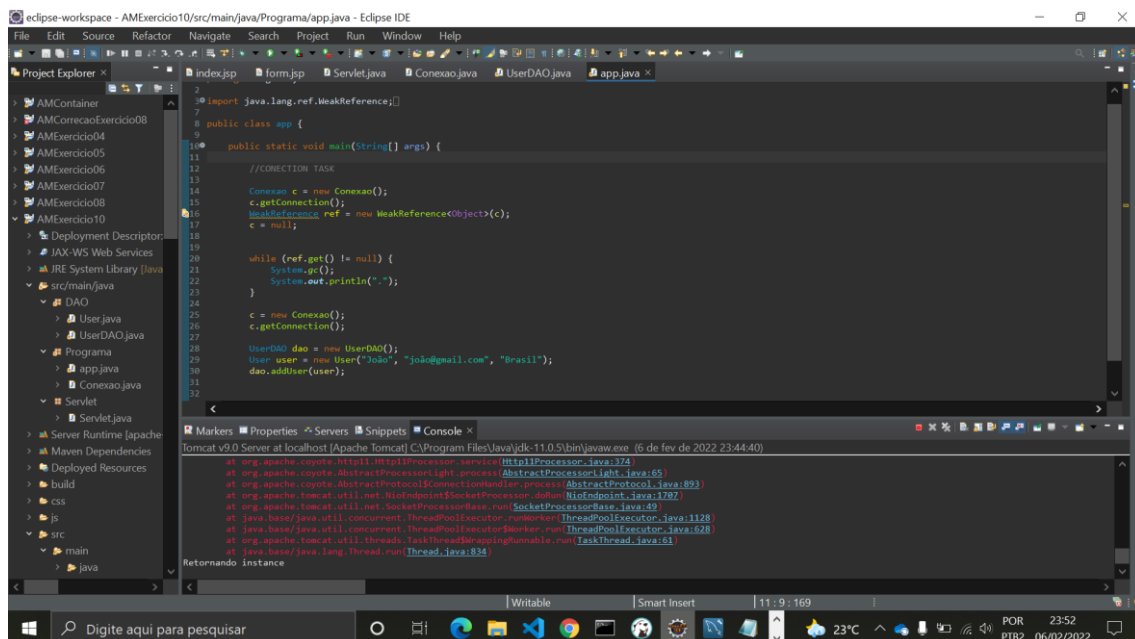 eclipse-workspace - AMExercicio10/src/main/java/Programa/app.java - Eclipse IDE
File Edit Source Refactor Navigate Search Project Run Window Help
Project Explorer
index.jsp form.jsp Servlet.java Conexao.java UserDAO.java app.java
AMContainer
AMCorrecaoExercicio08
AMExercicio04
AMExercicio05
AMExercicio06
AMExercicio07
AMExercicio08
AMExercicio10
Deployment Descriptor:
JAX-WS Web Services
JRE System Library [Java
src/main/java
DAO
User.java
UserDAO.java
Programa
app.java
Conexao.java
Servlet
Servlet.java
Server Runtime [apache
Maven Dependencies
Deployed Resources
build
css
js
src
main
java
2
3 import java.lang.ref.WeakReference;
7
8 public class app {
9
10 public static void main(String[] args) {
11
12 //CONECTION TASK
13
14 Conexao c = new Conexao();
15 c.getConnection();
16 WeakReference ref = new WeakReference<Object>(c);
17 c = null;
18
19
20 while (ref.get() != null) {
21 System.gc();
22 System.out.println(".");
23 }
24
25 c = new Conexao();
26 c.getConnection();
27
28 UserDAO dao = new UserDAO();
29 User user = new User("João", "joão@gmail.com", "Brasil");
30 dao.addUser(user);
31
32
Markers Properties Servers Snippets Console
Tomcat v9.0 Server at localhost [Apache Tomcat] C:\Program Files\Java\jdk-11.0.5\bin\javaw.exe (6 de fev de 2022 23:44:40)
at org.apache.coyote.http11.Http11Processor.service(Http11Processor.java:374)
at org.apache.coyote.AbstractProcessorLight.process(AbstractProcessorLight.java:65)
at org.apache.coyote.AbstractProtocol$ConnectionHandler.process(AbstractProtocol.java:893)
at org.apache.tomcat.util.net.NioEndpoint$SocketProcessor.doRun(NioEndpoint.java:1707)
at org.apache.tomcat.util.net.SocketProcessorBase.run(SocketProcessorBase.java:49)
at java.base/java.util.concurrent.ThreadPoolExecutor.runWorker(ThreadPoolExecutor.java:1128)
at java.base/java.util.concurrent.ThreadPoolExecutor$Worker.run(ThreadPoolExecutor.java:628)
at org.apache.tomcat.util.threads.TaskThread$WrappingRunnable.run(TaskThread.java:61)
at java.base/java.lang.Thread.run(Thread.java:834)
Retornando instance
Writable Smart Insert 11 : 9 : 169
Digite aqui para pesquisar
23°C
POR
PTB2
23:52
06/02/2022